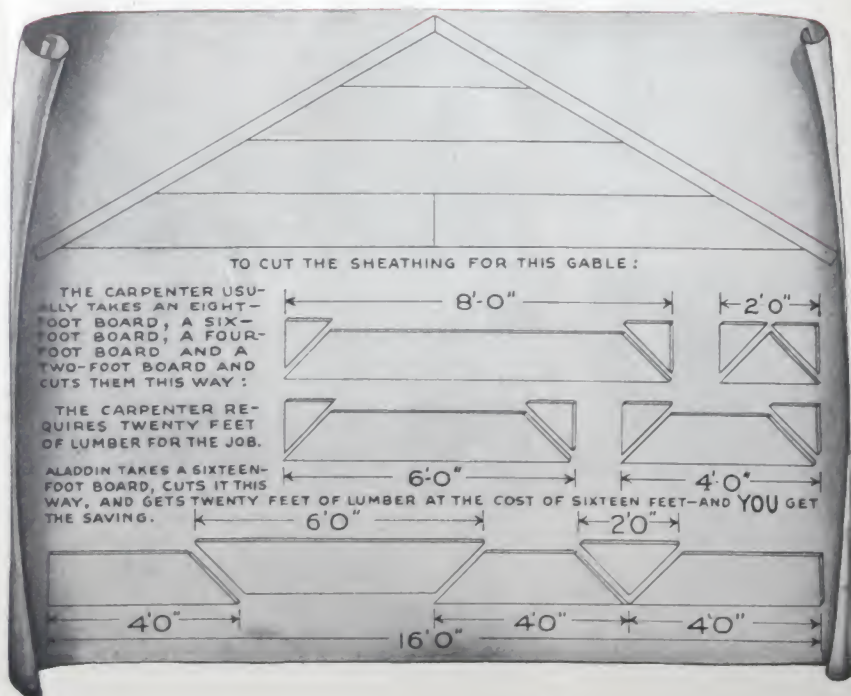 TO CUT THE SHEATHING FOR THIS GABLE:
THE CARPENTER USU-
ALLY TAKES AN EIGHT-
FOOT BOARD, A SIX-
FOOT BOARD, A FOUR-
FOOT BOARD AND A
TWO-FOOT BOARD AND
CUTS THEM THIS WAY:
8'-0"
2'0"
THE CARPENTER RE-
QUIRES TWENTY FEET
OF LUMBER FOR THE JOB.
6'-0"
4'-0"
ALADDIN TAKES A SIXTEEN-
FOOT BOARD, CUTS IT THIS
WAY, AND GETS TWENTY FEET OF LUMBER AT THE COST OF SIXTEEN FEET—AND YOU GET
THE SAVING.
6'0"
2'0"
4'0"
4'0"
4'0"
16'0"